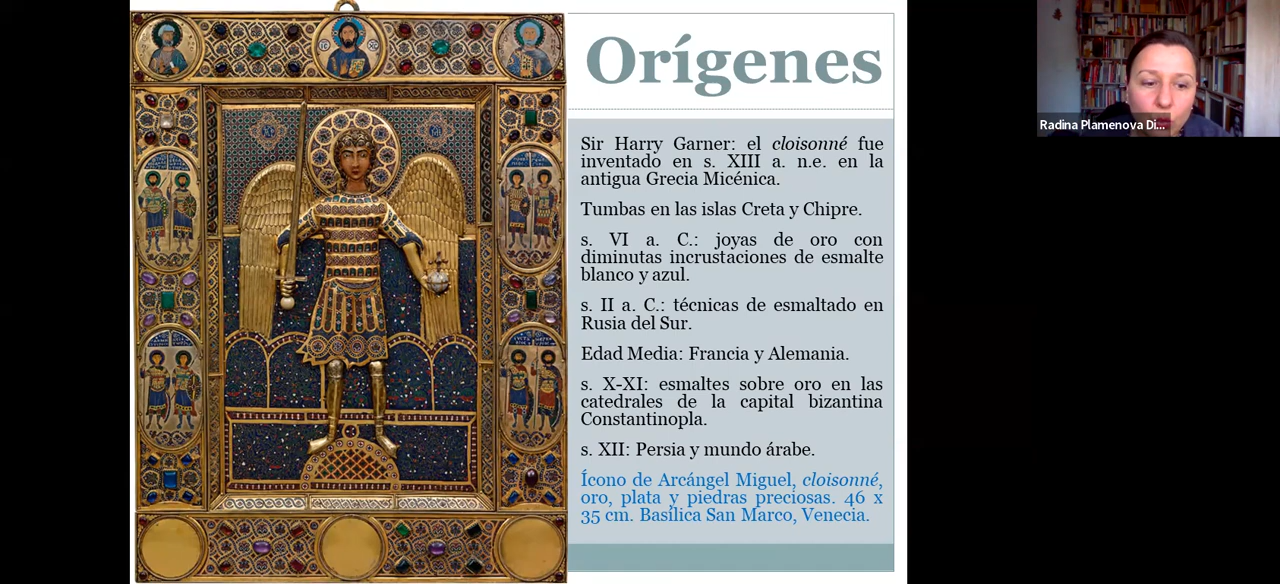 Orígenes
Sir Harry Garner: el cloisonné fue
inventado en s. XIII a. n.e. en la
antigua Grecia Micénica.
Tumbas en las islas Creta y Chipre.
s. VI a. C.: joyas de oro con
diminutas incrustaciones de esmalte
blanco y azul.
s. II a. C.: técnicas de esmaltado en
Rusia del Sur.
Edad Media: Francia y Alemania.
s. X-XI: esmaltes sobre oro en las
catedrales de la capital bizantina
Constantinopla.
s. XII: Persia y mundo árabe.
Ícono de Arcángel Miguel, cloisonné,
oro, plata y piedras preciosas. 46 x
35 cm. Basílica San Marco, Venecia.
Radina Plamenova Di...